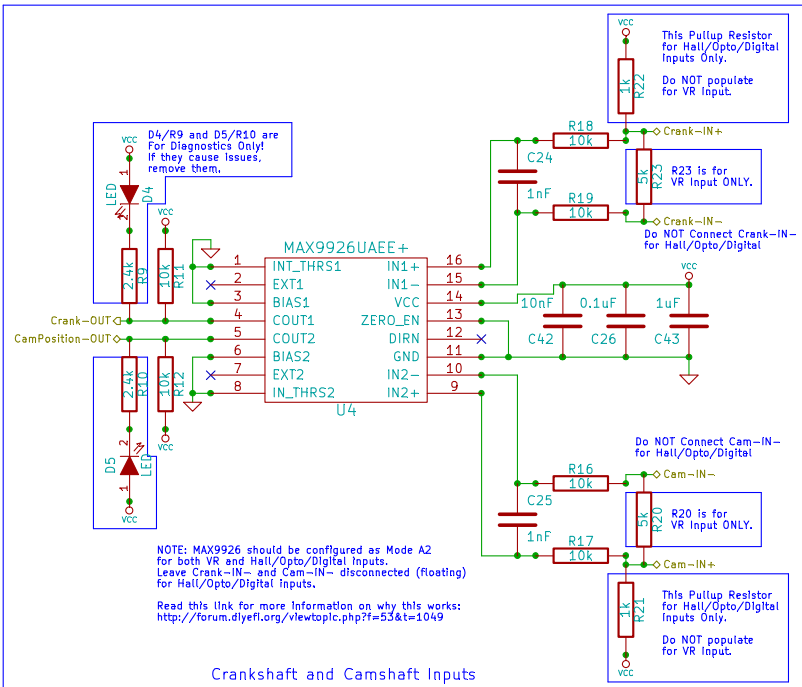 VCC
This Pullup Resistor
for Hall/Opto/Digital
Inputs Only.
Do NOT populate
for VR input.
1k
R22
D4/R9 and D5/R10 are
For Diagnostics Only!
If they cause issues,
remove them.
VCC
1
LED
D4
2
R18
10k
Crank-IN+
C24
1nF
5k
R23
R23 is for
VR Input ONLY.
R19
10k
Crank-IN-
Do NOT Connect Crank-IN-
for Hall/Opto/Digital
VCC
2.4k
R9
10k
R11
MAX9926UAEE+
1 INT_THRS1 IN1+ 16
2 EXT1 IN1- 15
3 BIAS1 VCC 14
4 COUT1 ZERO_EN 13
5 COUT2 DIRN 12
6 BIAS2 GND 11
7 EXT2 IN2- 10
8 IN_THRS2 IN2+ 9
U4
Crank-OUT
CamPosition-OUT
VCC
10nF
C42
0.1uF
C26
1uF
C43
2.4k
R10
10k
R12
VCC
2
D5
LED
1
VCC
Do NOT Connect Cam-IN-
for Hall/Opto/Digital
R16
10k
Cam-IN-
C25
1nF
5k
R20
R20 is for
VR Input ONLY.
R17
10k
Cam-IN+
1k
R21
VCC
This Pullup Resistor
for Hall/Opto/Digital
Inputs Only.
Do NOT populate
for VR Input.
NOTE: MAX9926 should be configured as Mode A2
for both VR and Hall/Opto/Digital inputs.
Leave Crank-IN- and Cam-IN- disconnected (floating)
for Hall/Opto/Digital inputs.
Read this link for more information on why this works:
http://forum.diyefi.org/viewtopic.php?f=53&t=1049
Crankshaft and Camshaft Inputs